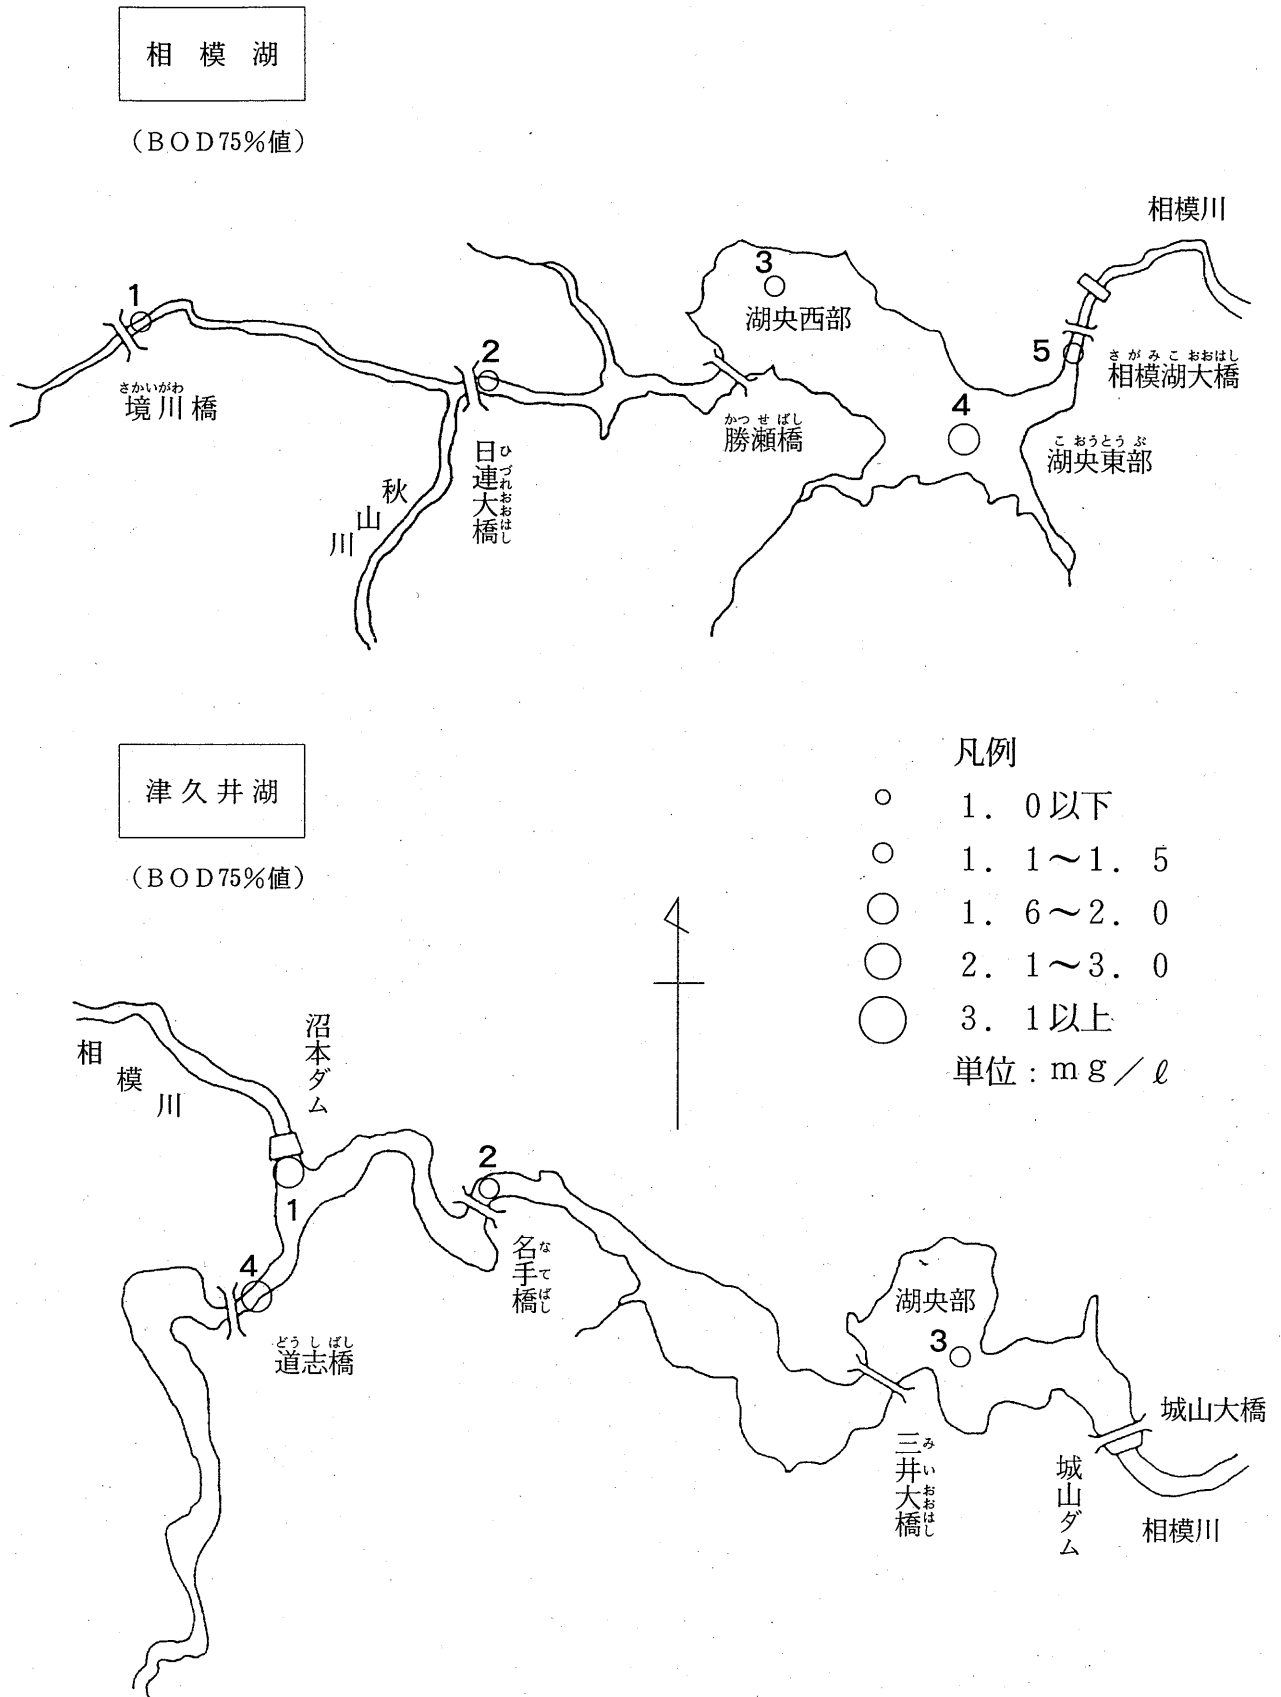 相模湖
（BOD75%値）
相模川
1
さかいがわ
境川橋
2
ひづれおおはし
日連大橋
秋山川
3
湖央西部
かつせばし
勝瀬橋
4
こおうとうぶ
湖央東部
5
さがみこおおはし
相模湖大橋
津久井湖
（BOD75%値）
凡例
1．0以下
1．1～1．5
1．6～2．0
2．1～3．0
3．1以上
単位：mg／ℓ
相模川
沼本ダム
1
2
なてばし
名手橋
4
どうしばし
道志橋
湖央部
3
みいおおはし
三井大橋
城山大橋
城山ダム
相模川